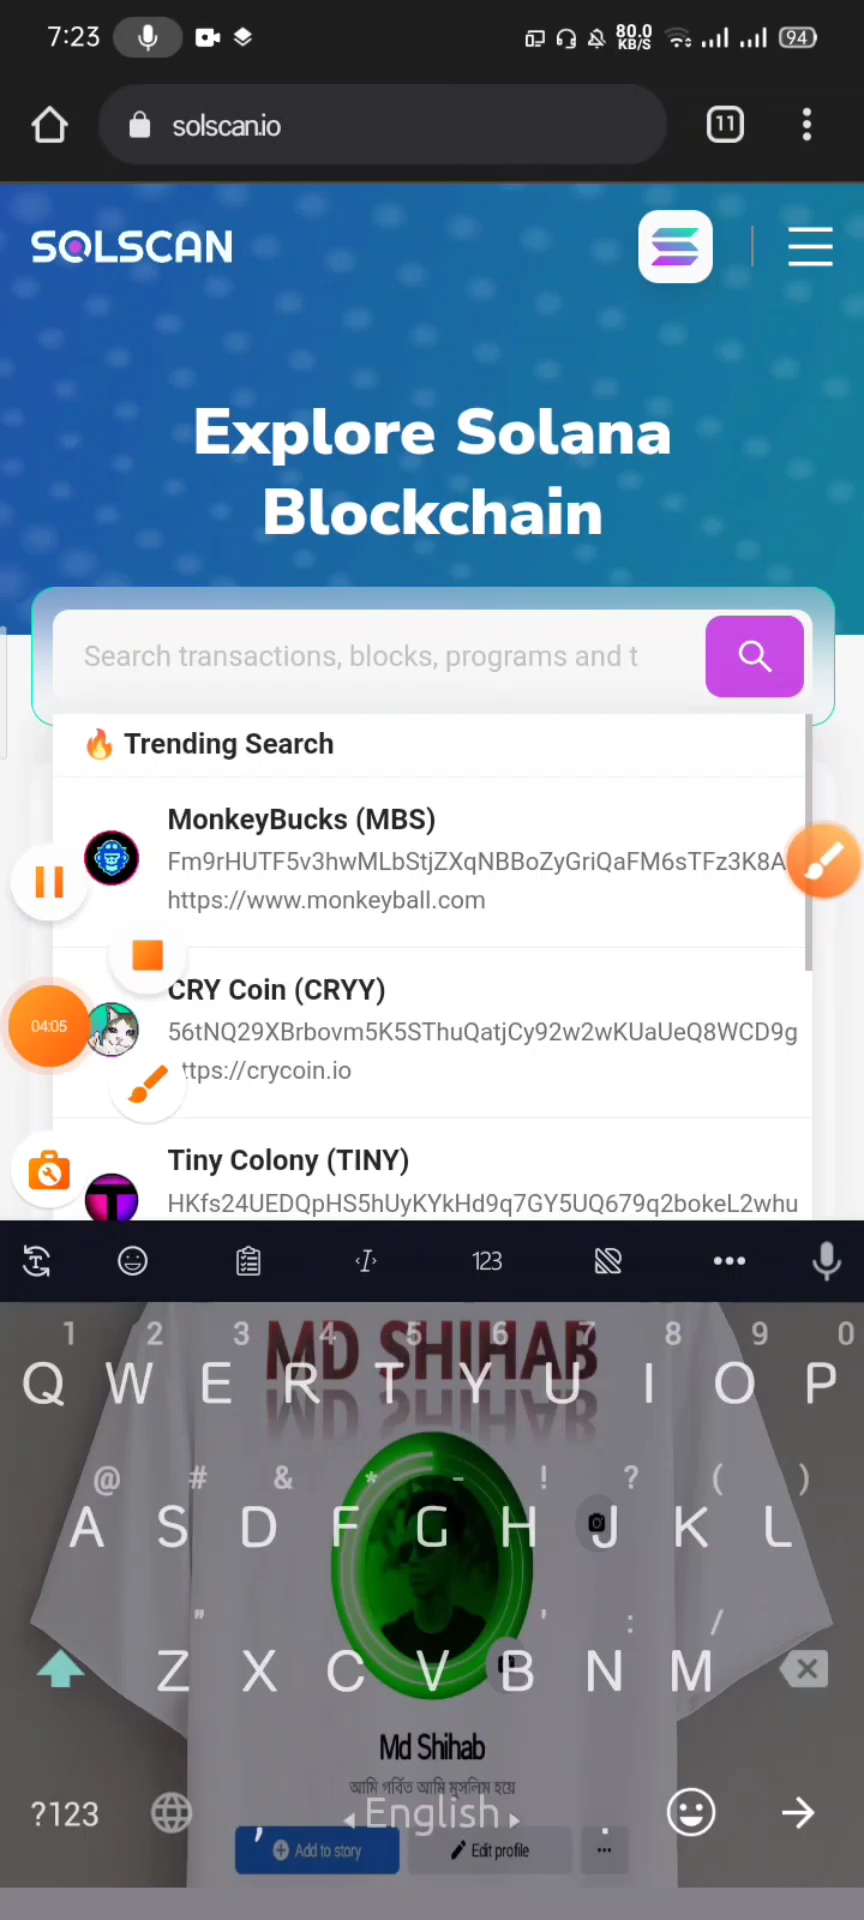 7:23
80.0
KB/S
94
solscan.io
11
SOLSCAN
Explore Solana
Blockchain
Search transactions, blocks, programs and t
🔥 Trending Search
MonkeyBucks (MBS)
Fm9rHUTF5v3hwMLbStjZXqNBBoZyGriQaFM6sTFz3K8A
https://www.monkeyball.com
CRY Coin (CRYY)
56tNQ29XBrbovm5K5SThuQatjCy92w2wKUaUeQ8WCD9g
04:05
ttps://crycoin.io
Tiny Colony (TINY)
HKfs24UEDQpHS5hUyKYkHd9q7GY5UQ679q2bokeL2whu
123
MD SHIHAB
1 2 3 4 5 6 7 8 9 0
Q W E R T Y U I O P
@ # & * - ! ? ( )
A S D F G H J K L
" ' : /
Z X C V B N M
Md Shihab
আমি গর্বিত আমি মুসলিম হয়ে
?123 , English .
Add to story Edit profile ...